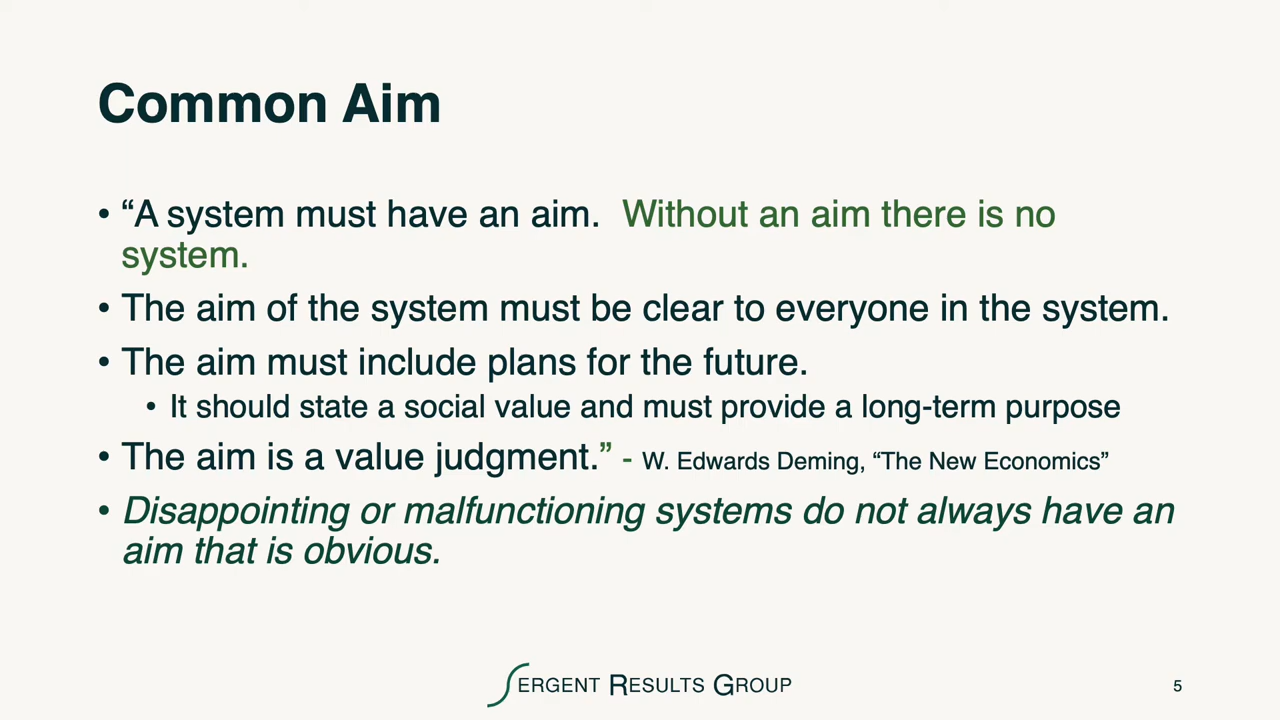 Common Aim
• “A system must have an aim.  Without an aim there is no
system.
• The aim of the system must be clear to everyone in the system.
• The aim must include plans for the future.
• It should state a social value and must provide a long-term purpose
• The aim is a value judgment.” - W. Edwards Deming, “The New Economics”
• Disappointing or malfunctioning systems do not always have an
aim that is obvious.
SERGENT RESULTS GROUP
5